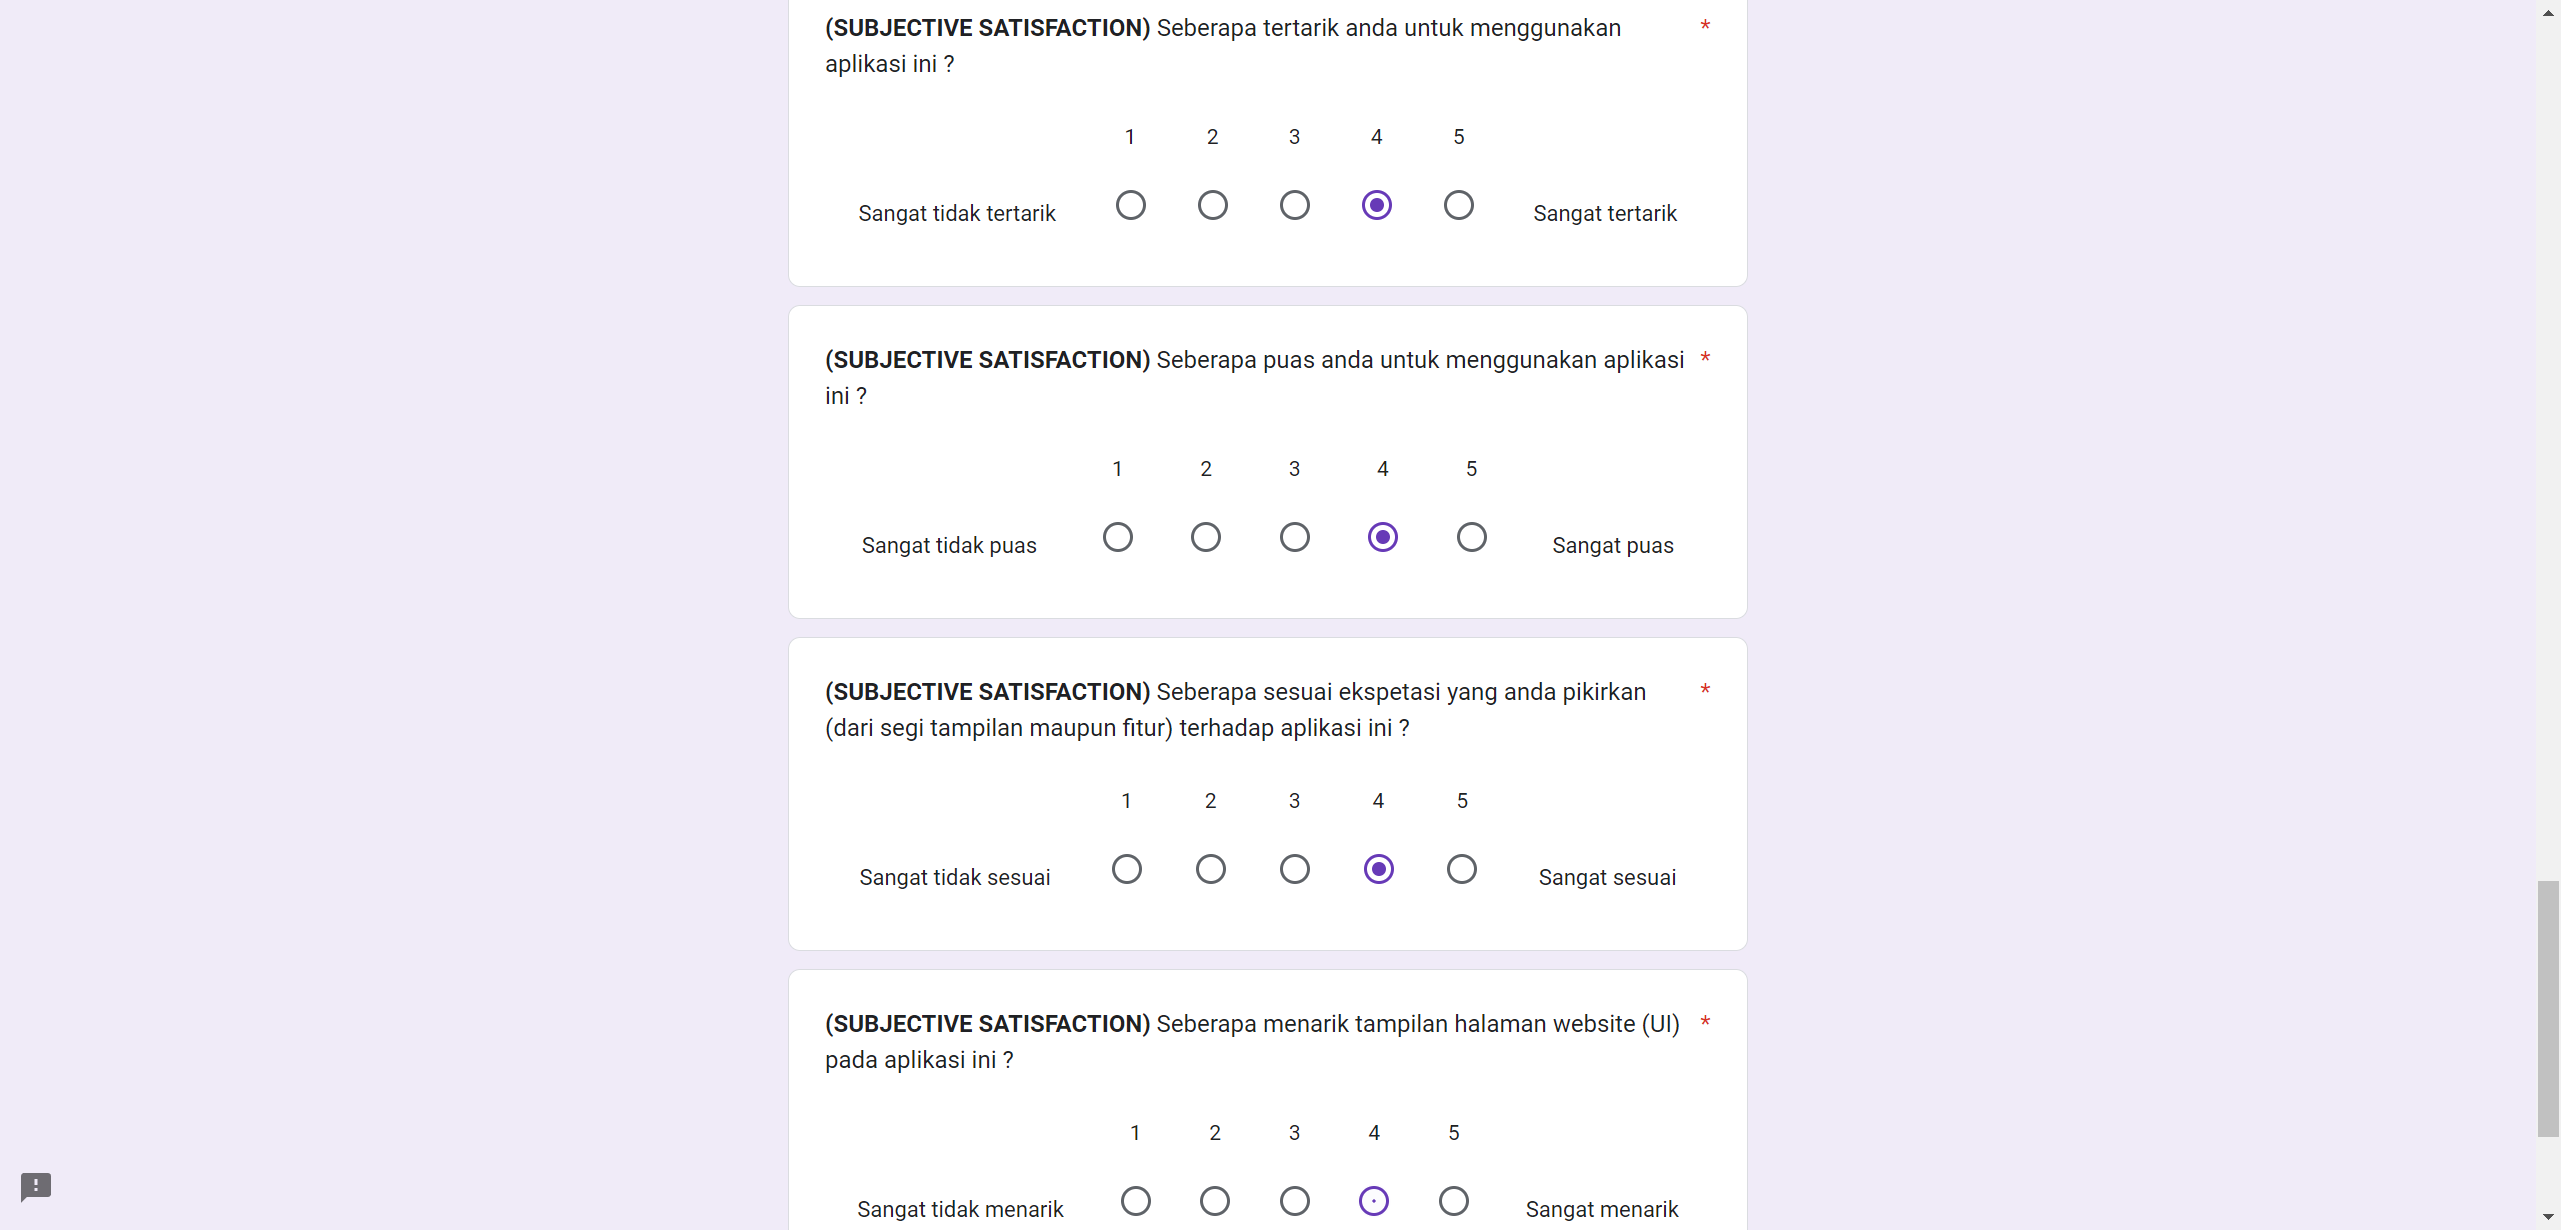 (SUBJECTIVE SATISFACTION) Seberapa tertarik anda untuk menggunakan *
aplikasi ini ?
1 2 3 4 5
Sangat tidak tertarik Sangat tertarik
(SUBJECTIVE SATISFACTION) Seberapa puas anda untuk menggunakan aplikasi *
ini ?
1 2 3 4 5
Sangat tidak puas Sangat puas
(SUBJECTIVE SATISFACTION) Seberapa sesuai ekspetasi yang anda pikirkan *
(dari segi tampilan maupun fitur) terhadap aplikasi ini ?
1 2 3 4 5
Sangat tidak sesuai Sangat sesuai
(SUBJECTIVE SATISFACTION) Seberapa menarik tampilan halaman website (UI) *
pada aplikasi ini ?
1 2 3 4 5
Sangat tidak menarik Sangat menarik